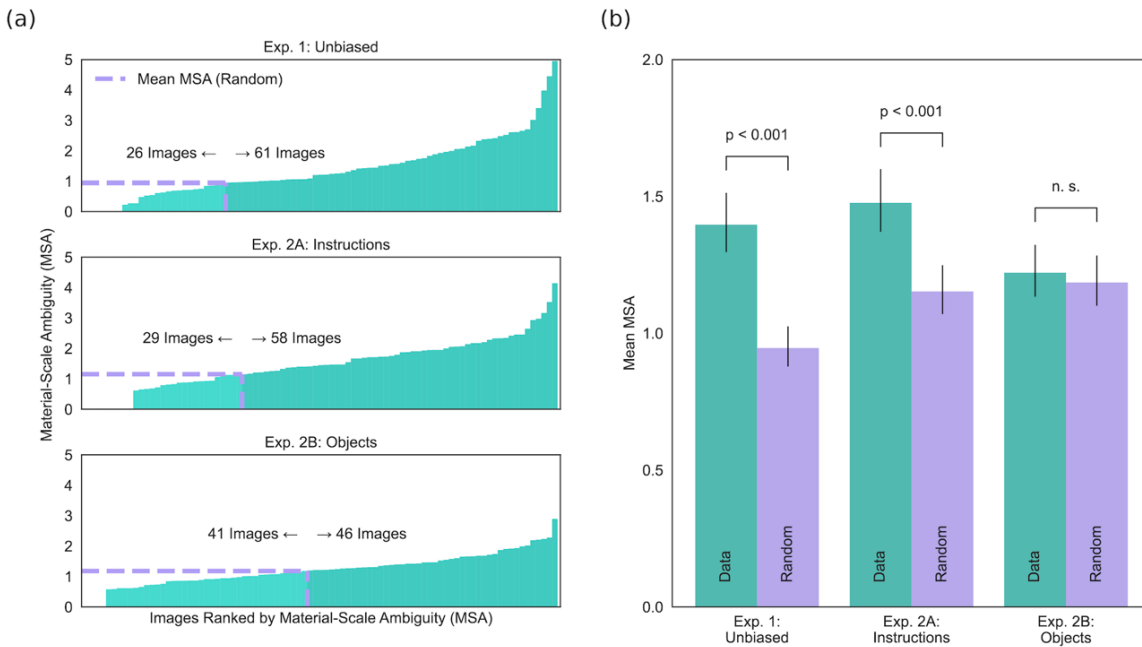 (a)
Exp. 1: Unbiased
5
4
3
2
1
0
Mean MSA (Random)
26 Images ← → 61 Images
Exp. 2A: Instructions
5
4
3
2
1
0
29 Images ← → 58 Images
Exp. 2B: Objects
5
4
3
2
1
0
41 Images ← → 46 Images
Material-Scale Ambiguity (MSA)
Images Ranked by Material-Scale Ambiguity (MSA)
(b)
2.0
1.5
1.0
0.5
0.0
Mean MSA
p < 0.001
p < 0.001
n. s.
Data
Random
Data
Random
Data
Random
Exp. 1:
Unbiased
Exp. 2A:
Instructions
Exp. 2B:
Objects